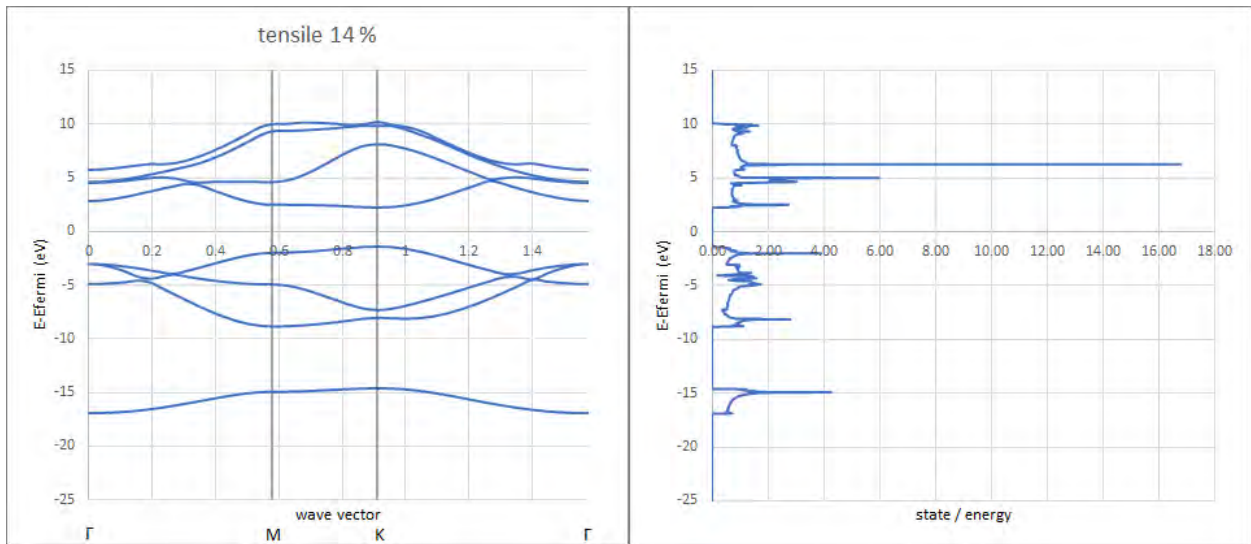 tensile 14 %
15
10
5
0
-5
-10
-15
-20
-25
E-Efermi (eV)
0 0.2 0.4 0.6 0.8 1 1.2 1.4
wave vector
Γ M K Γ
15
10
5
0
-5
-10
-15
-20
-25
E-Efermi (eV)
0.00 2.00 4.00 6.00 8.00 10.00 12.00 14.00 16.00 18.00
state / energy